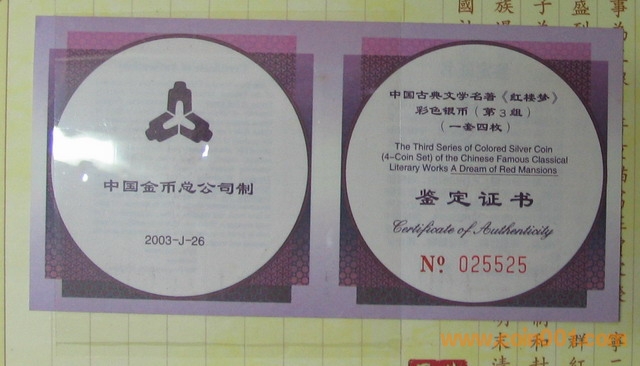 中国金币总公司制
2003-J-26
中国古典文学名著《红楼梦》
彩色银币（第3组）
（一套四枚）
The Third Series of Colored Silver Coin
(4-Coin Set) of the Chinese Famous Classical
Literary Works A Dream of Red Mansions
鉴定证书
Certificate of Authenticity
Nº 025525